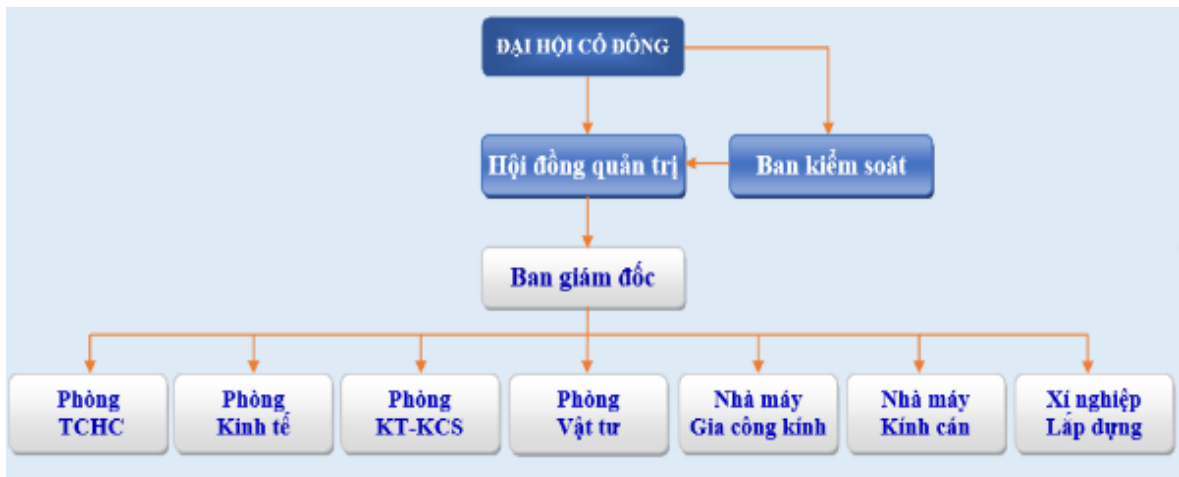 ĐẠI HỘI CỔ ĐÔNG
Hội đồng quản trị
Ban kiểm soát
Ban giám đốc
Phòng
TCHC
Phòng
Kinh tế
Phòng
KT-KCS
Phòng
Vật tư
Nhà máy
Gia công kính
Nhà máy
Kính cán
Xí nghiệp
Lắp dựng